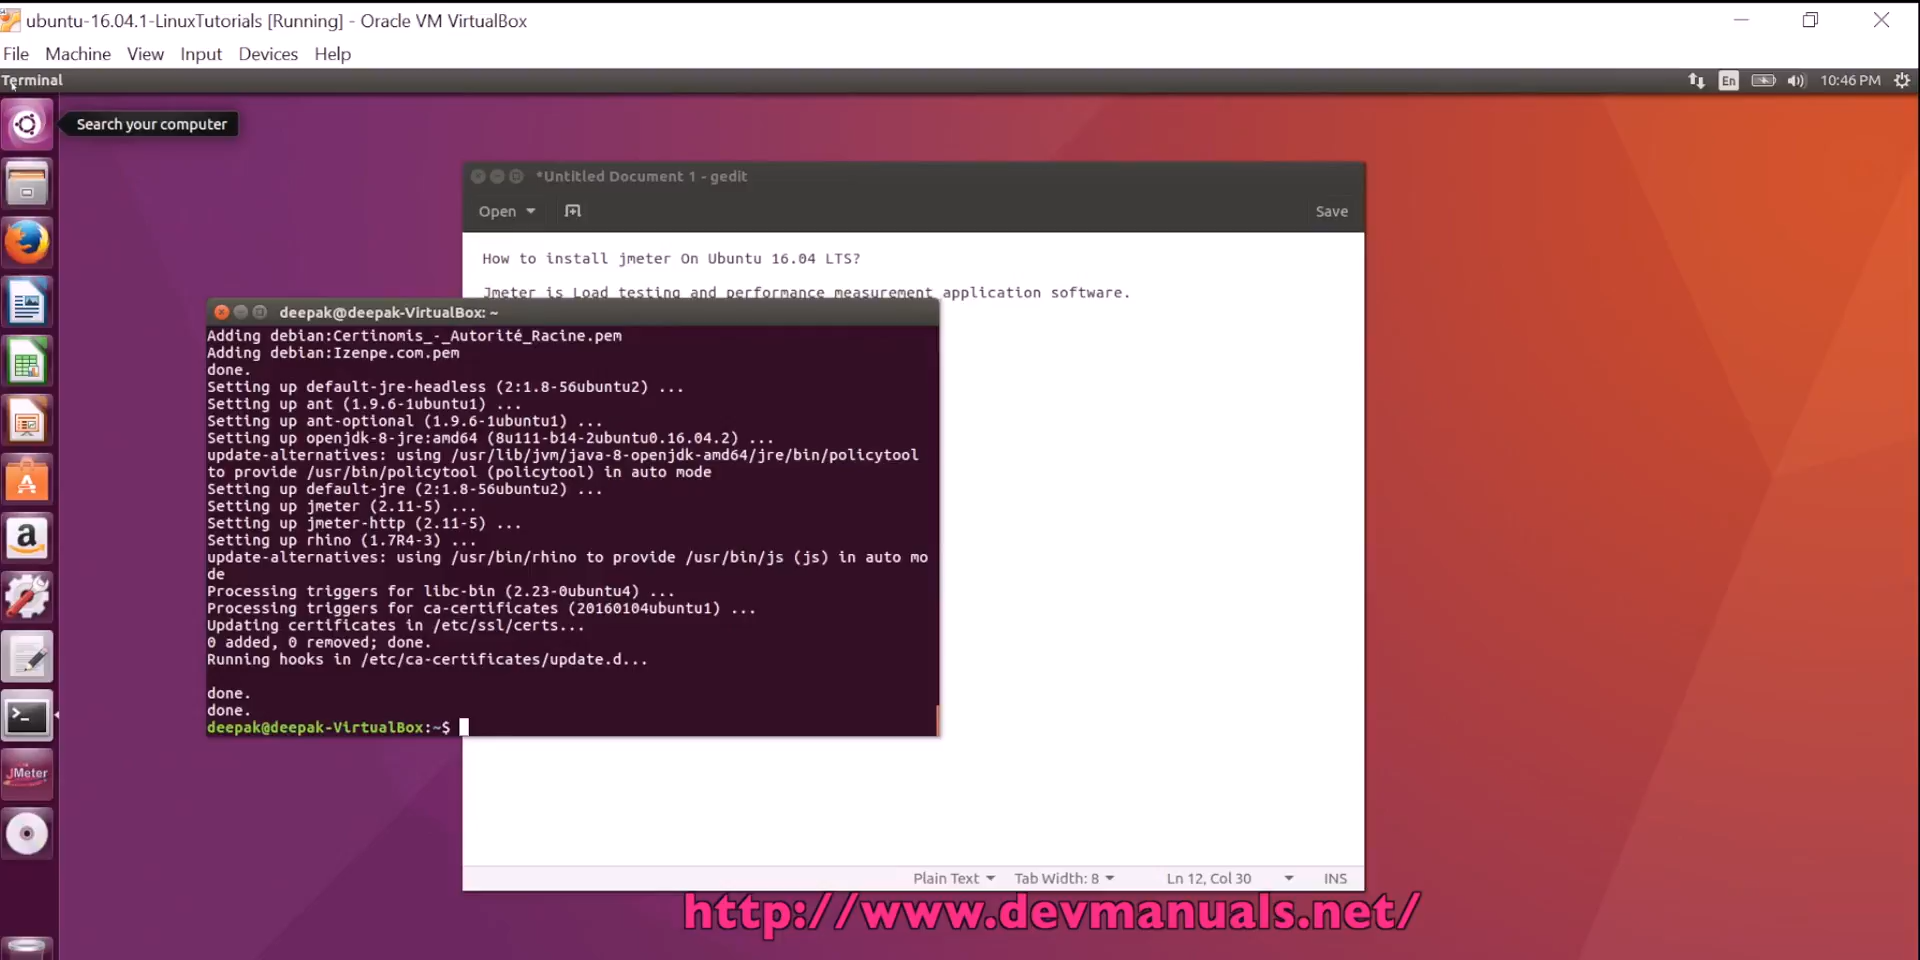 ubuntu-16.04.1-LinuxTutorials [Running] - Oracle VM VirtualBox
File Machine View Input Devices Help
Terminal
En
10:46 PM
Search your computer
*Untitled Document 1 - gedit
Open
Save
How to install jmeter On Ubuntu 16.04 LTS?
Jmeter is Load testing and performance measurement application software.
deepak@deepak-VirtualBox: ~
Adding debian:Certinomis_-_Autorité_Racine.pem
Adding debian:Izenpe.com.pem
done.
Setting up default-jre-headless (2:1.8-56ubuntu2) ...
Setting up ant (1.9.6-1ubuntu1) ...
Setting up ant-optional (1.9.6-1ubuntu1) ...
Setting up openjdk-8-jre:amd64 (8u111-b14-2ubuntu0.16.04.2) ...
update-alternatives: using /usr/lib/jvm/java-8-openjdk-amd64/jre/bin/policytool
to provide /usr/bin/policytool (policytool) in auto mode
Setting up default-jre (2:1.8-56ubuntu2) ...
Setting up jmeter (2.11-5) ...
Setting up jmeter-http (2.11-5) ...
Setting up rhino (1.7R4-3) ...
update-alternatives: using /usr/bin/rhino to provide /usr/bin/js (js) in auto mo
de
Processing triggers for libc-bin (2.23-0ubuntu4) ...
Processing triggers for ca-certificates (20160104ubuntu1) ...
Updating certificates in /etc/ssl/certs...
0 added, 0 removed; done.
Running hooks in /etc/ca-certificates/update.d...
done.
done.
deepak@deepak-VirtualBox:~$
JMeter
Plain Text
Tab Width: 8
Ln 12, Col 30
INS
http://www.devmanuals.net/